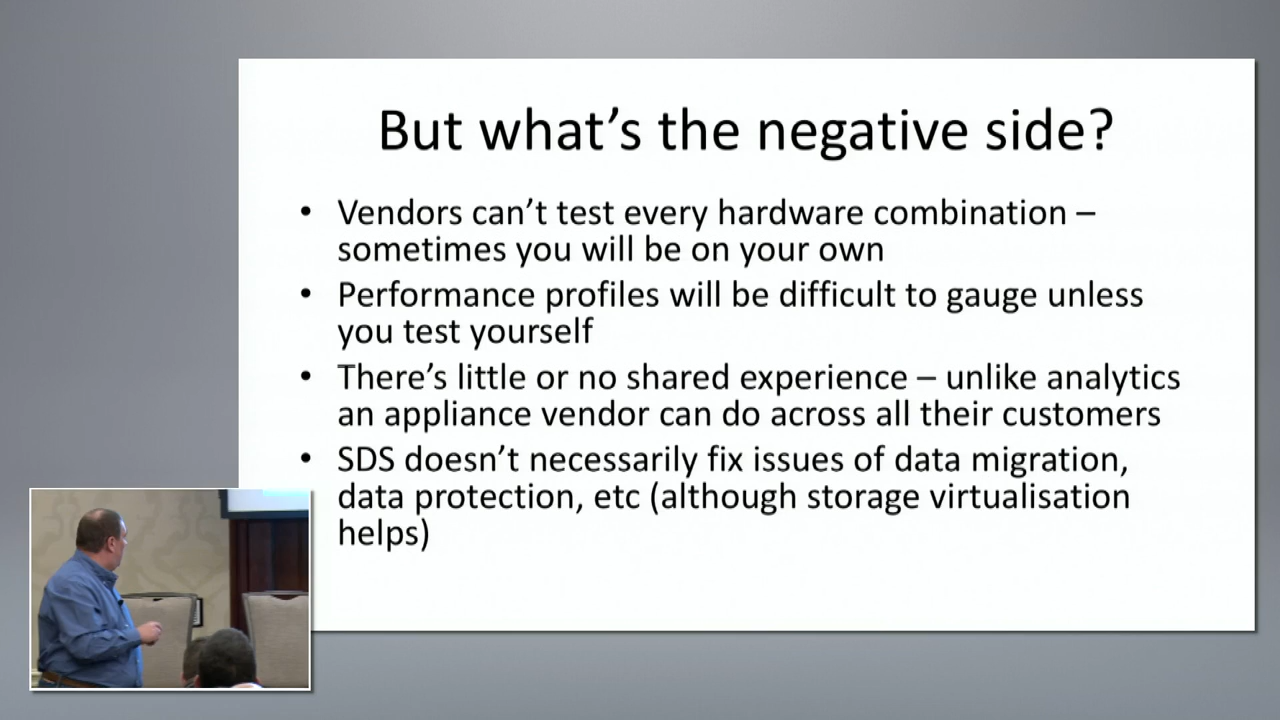 But what's the negative side?
• Vendors can't test every hardware combination –
sometimes you will be on your own
• Performance profiles will be difficult to gauge unless
you test yourself
• There's little or no shared experience – unlike analytics
an appliance vendor can do across all their customers
• SDS doesn't necessarily fix issues of data migration,
data protection, etc (although storage virtualisation
helps)